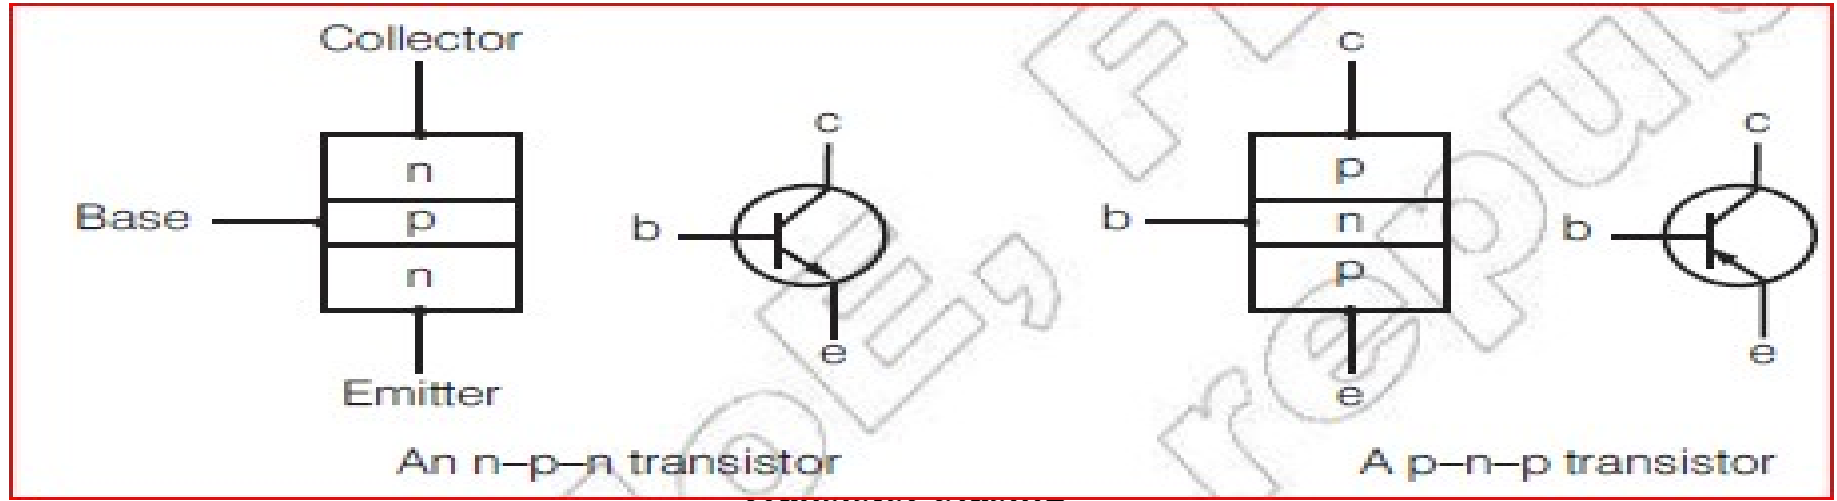 Collector
n
p
n
Base
Emitter
c
b
e
An n–p–n transistor
c
p
n
p
b
e
c
b
e
A p–n–p transistor